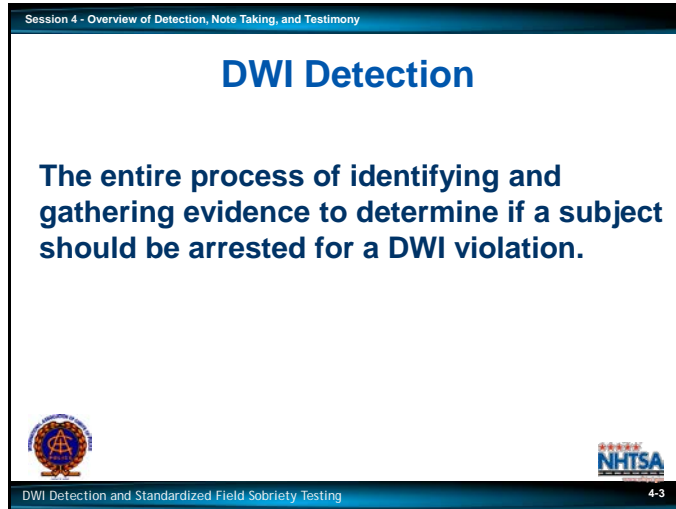 Session 4 - Overview of Detection, Note Taking, and Testimony
DWI Detection
The entire process of identifying and
gathering evidence to determine if a subject
should be arrested for a DWI violation.
NHTSA
DWI Detection and Standardized Field Sobriety Testing
4-3